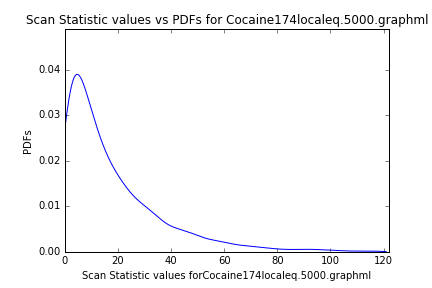 Scan Statistic values vs PDFs for Cocaine174localeq.5000.graphml
0.04
0.03
0.02
0.01
0.00
PDFs
0 20 40 60 80 100 120
Scan Statistic values forCocaine174localeq.5000.graphml